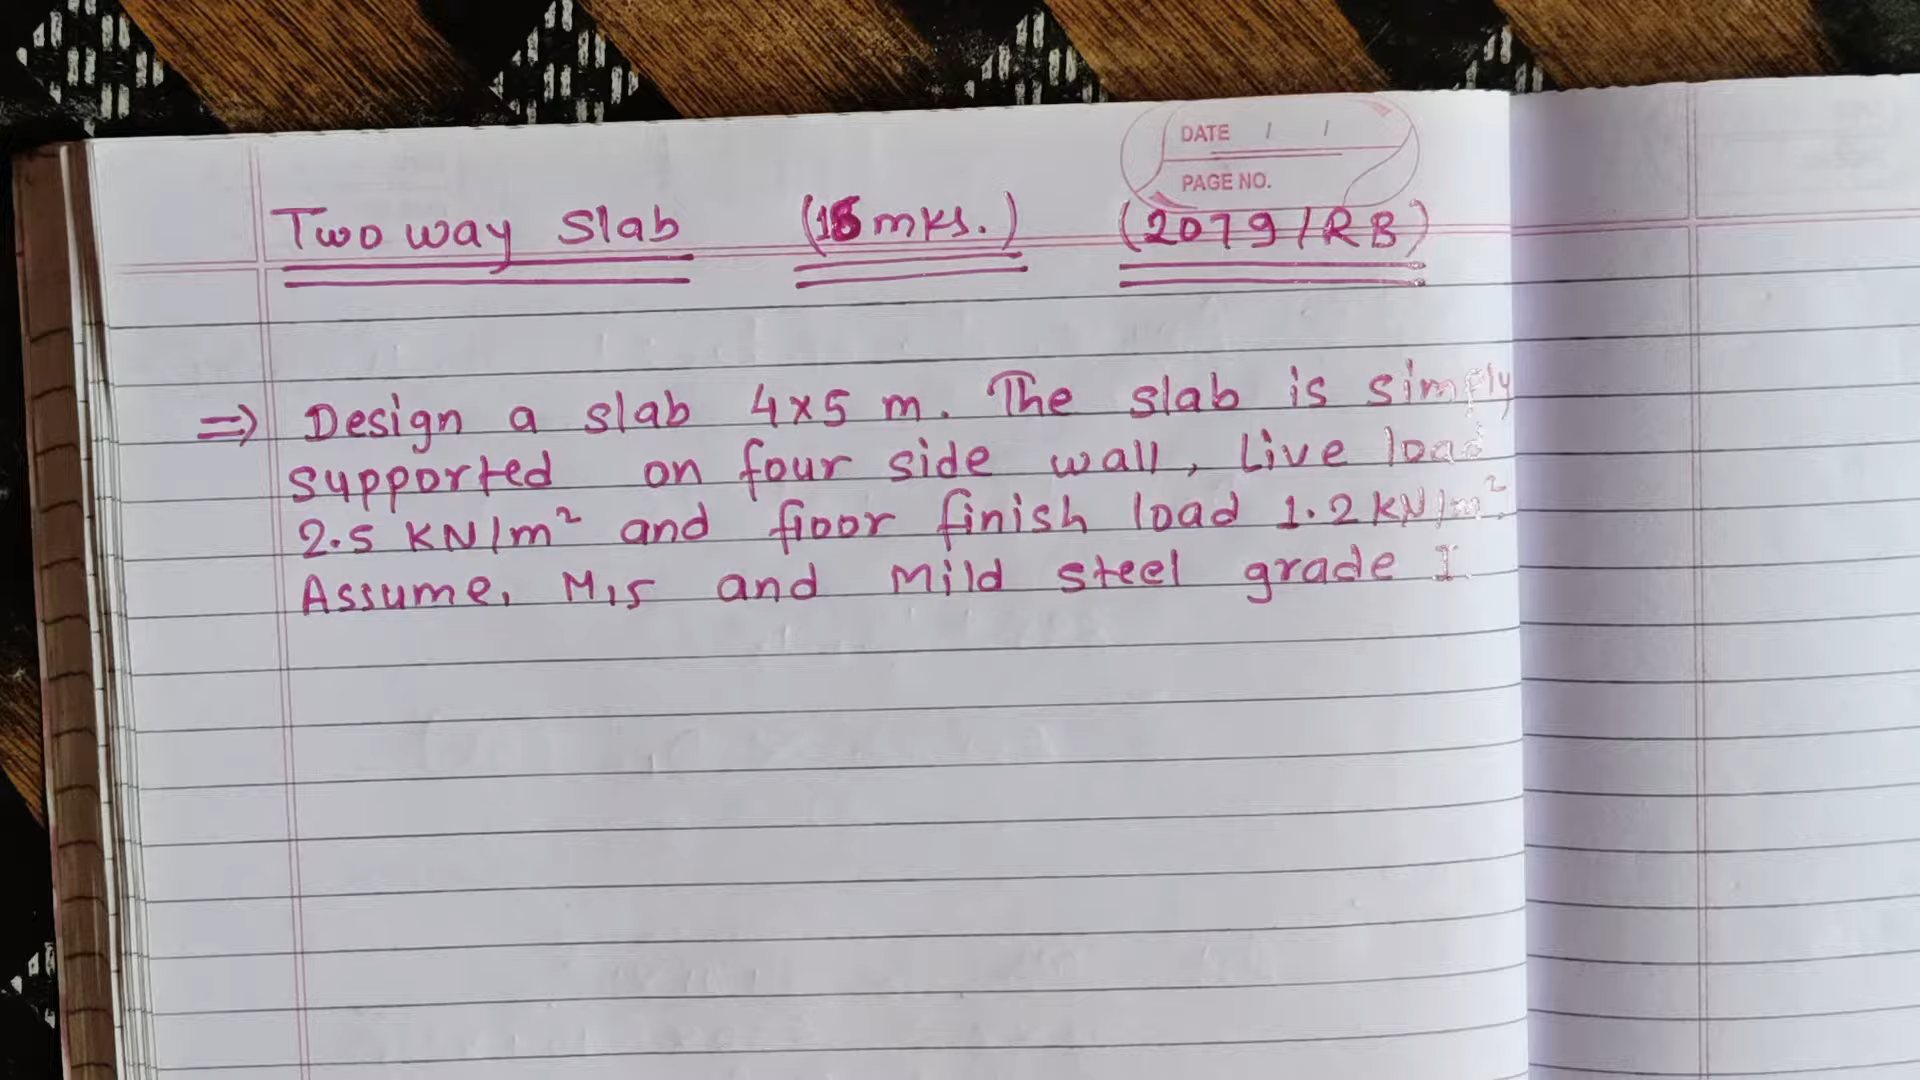 DATE / /
PAGE NO.
Two way Slab (15 mks.) (2079/RB)
=> Design a slab 4x5 m. The slab is simply
supported on four side wall, Live load
2.5 KN/m² and floor finish load 1.2 KN/m².
Assume, M15 and Mild steel grade I